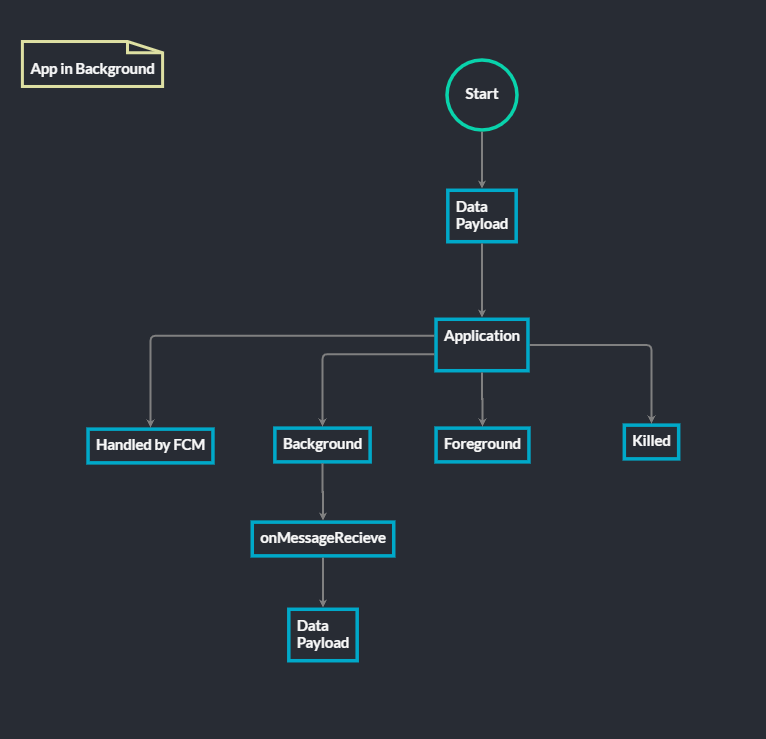 App in Background
Start
Data
Payload
Application
Handled by FCM
Background
Foreground
Killed
onMessageRecieve
Data
Payload